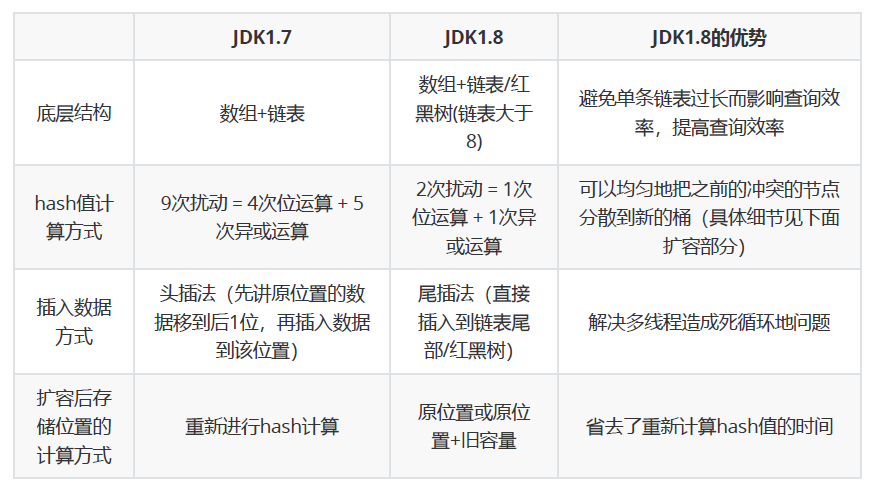 JDK1.7
JDK1.8
JDK1.8的优势
底层结构
数组+链表
数组+链表/红
黑树(链表大于
8)
避免单条链表过长而影响查询效
率，提高查询效率
hash值计
算方式
9次扰动 = 4次位运算 + 5
次异或运算
2次扰动 = 1次
位运算 + 1次异
或运算
可以均匀地把之前的冲突的节点
分散到新的桶（具体细节见下面
扩容部分）
插入数据
方式
头插法（先讲原位置的数
据移到后1位，再插入数据
到该位置）
尾插法（直接
插入到链表尾
部/红黑树）
解决多线程造成死循环地问题
扩容后存
储位置的
计算方式
重新进行hash计算
原位置或原位
置+旧容量
省去了重新计算hash值的时间